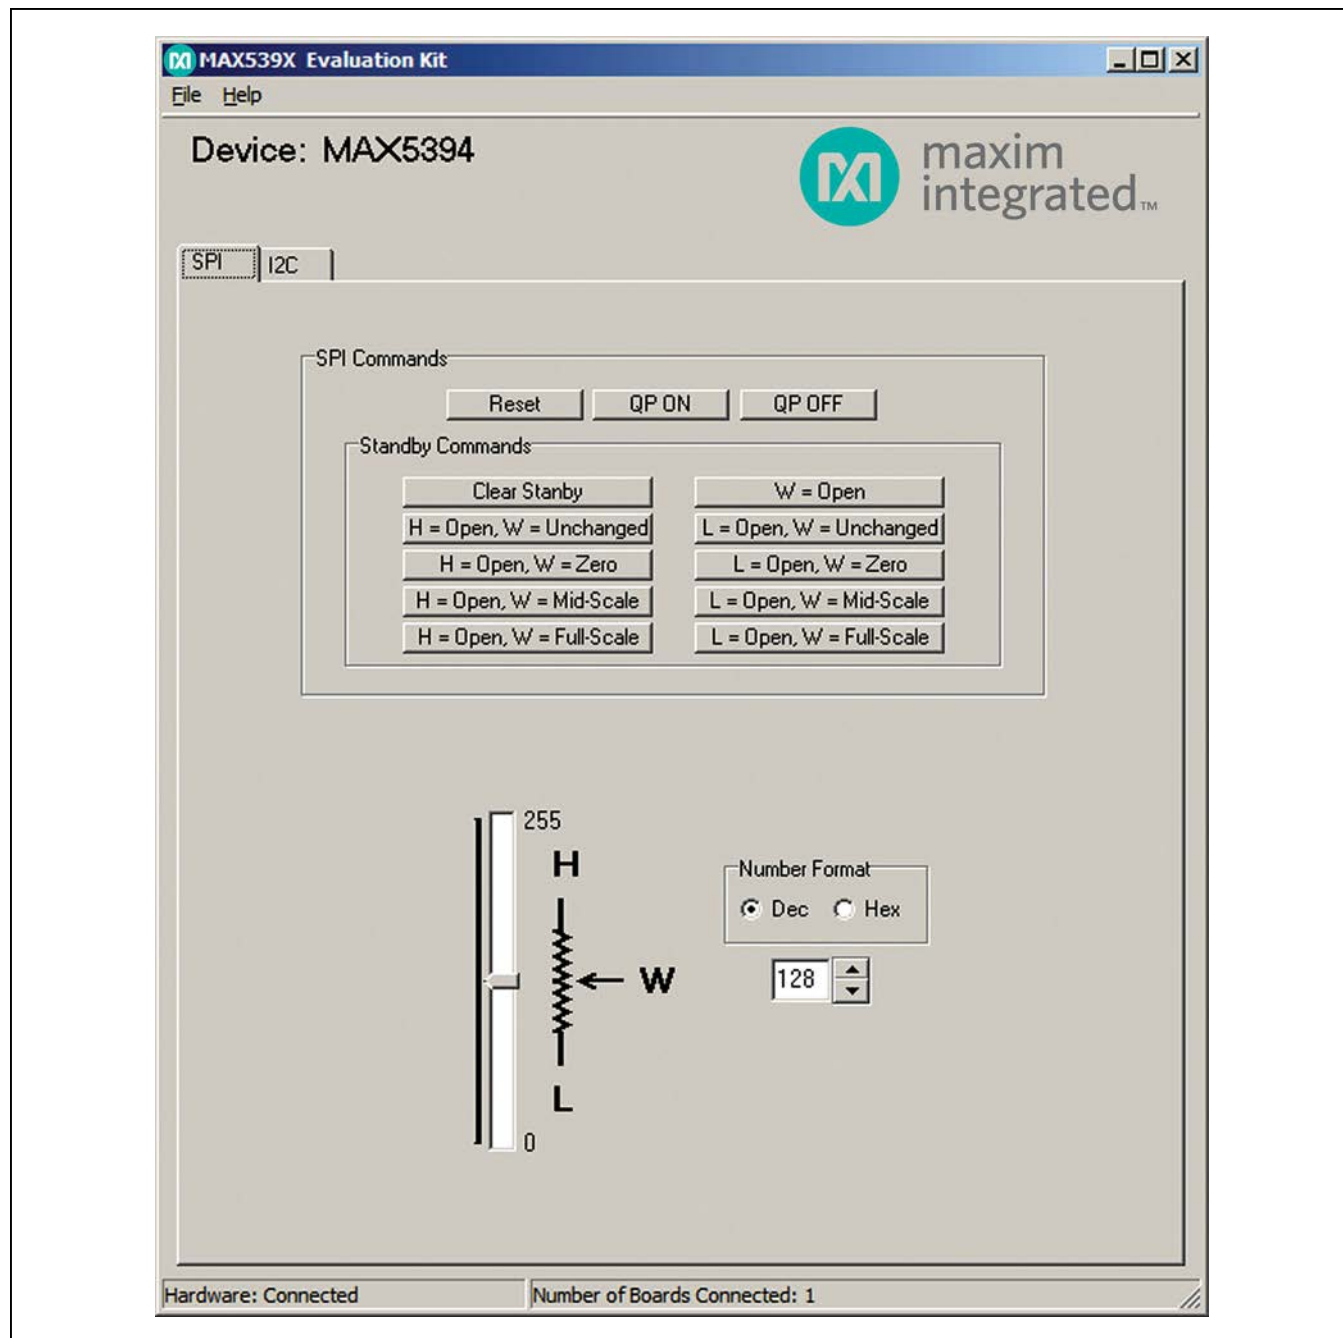 MAX539X Evaluation Kit
File Help
Device: MAX5394
maxim
integrated™
SPI I2C
SPI Commands
Reset QP ON QP OFF
Standby Commands
Clear Stanby W = Open
H = Open, W = Unchanged L = Open, W = Unchanged
H = Open, W = Zero L = Open, W = Zero
H = Open, W = Mid-Scale L = Open, W = Mid-Scale
H = Open, W = Full-Scale L = Open, W = Full-Scale
255
H
Number Format
Dec Hex
W 128
L
0
Hardware: Connected Number of Boards Connected: 1